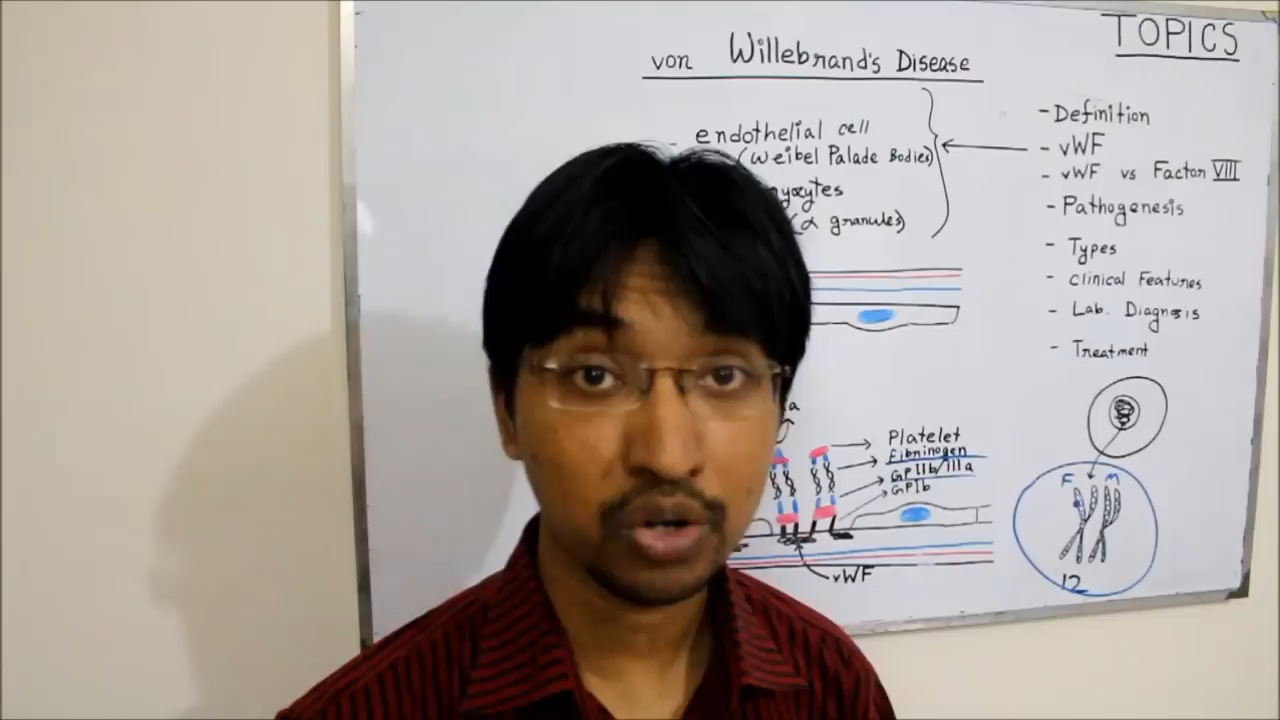 von Willebrand's Disease
- endothelial cell
(Weibel Palade Bodies)
(α granules)
TOPICS
- Definition
- vWF
- vWF vs Factor VIII
- Pathogenesis
- Types
- Clinical Features
- Lab. Diagnosis
- Treatment
Platelet
Fibrinogen
GPIIb/IIIa
GPIb
vWF
F M
12